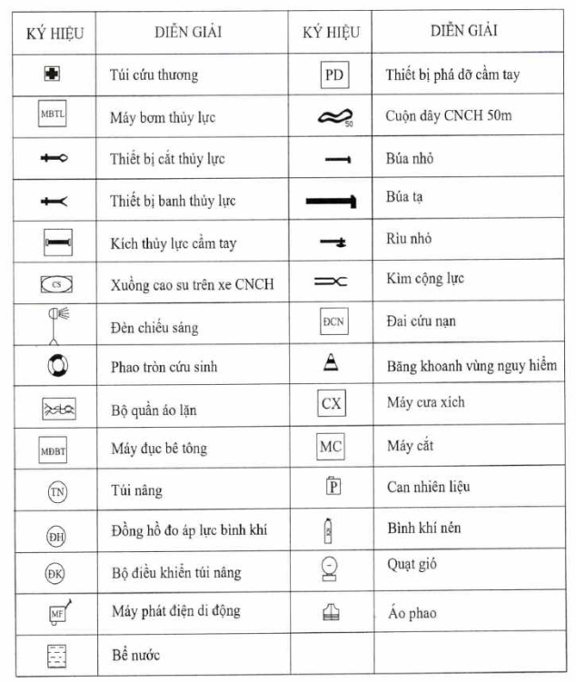 KÝ HIỆU DIỄN GIẢI KÝ HIỆU DIỄN GIẢI
Túi cứu thương PD Thiết bị phá dỡ cầm tay
MBTL Máy bơm thủy lực 50 Cuộn dây CNCH 50m
Thiết bị cắt thủy lực Búa nhỏ
Thiết bị banh thủy lực Búa tạ
Kích thủy lực cầm tay Rìu nhỏ
CS Xuồng cao su trên xe CNCH Kìm cộng lực
Đèn chiếu sáng ĐCN Đai cứu nạn
Phao tròn cứu sinh Băng khoanh vùng nguy hiểm
Bộ quần áo lặn CX Máy cưa xích
MĐBT Máy đục bê tông MC Máy cắt
TN Túi nâng P Can nhiên liệu
ĐH Đồng hồ đo áp lực bình khí Bình khí nén
ĐK Bộ điều khiển túi nâng Quạt gió
MF Máy phát điện di động Áo phao
Bể nước